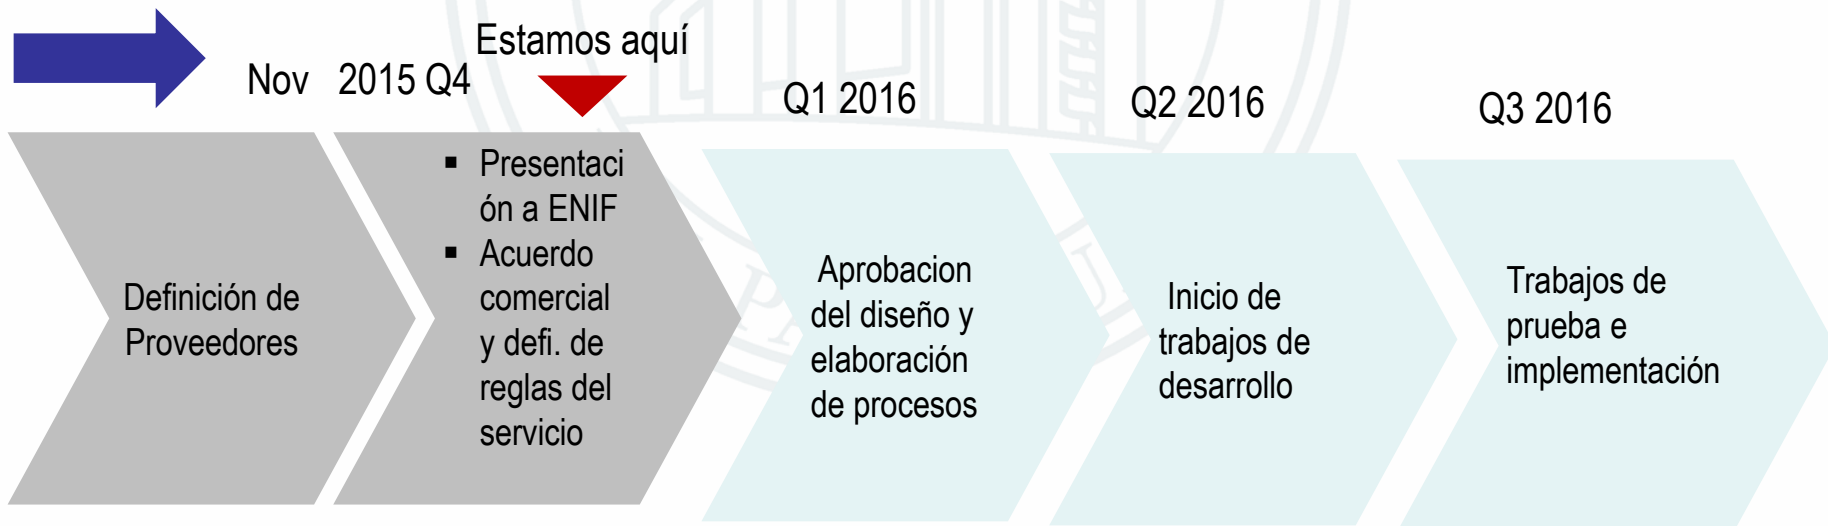 Estamos aquí
Nov 2015 Q4
Q1 2016
Q2 2016
Q3 2016
Definición de
Proveedores
▪ Presentaci
ón a ENIF
▪ Acuerdo
comercial
y defi. de
reglas del
servicio
Aprobacion
del diseño y
elaboración
de procesos
Inicio de
trabajos de
desarrollo
Trabajos de
prueba e
implementación